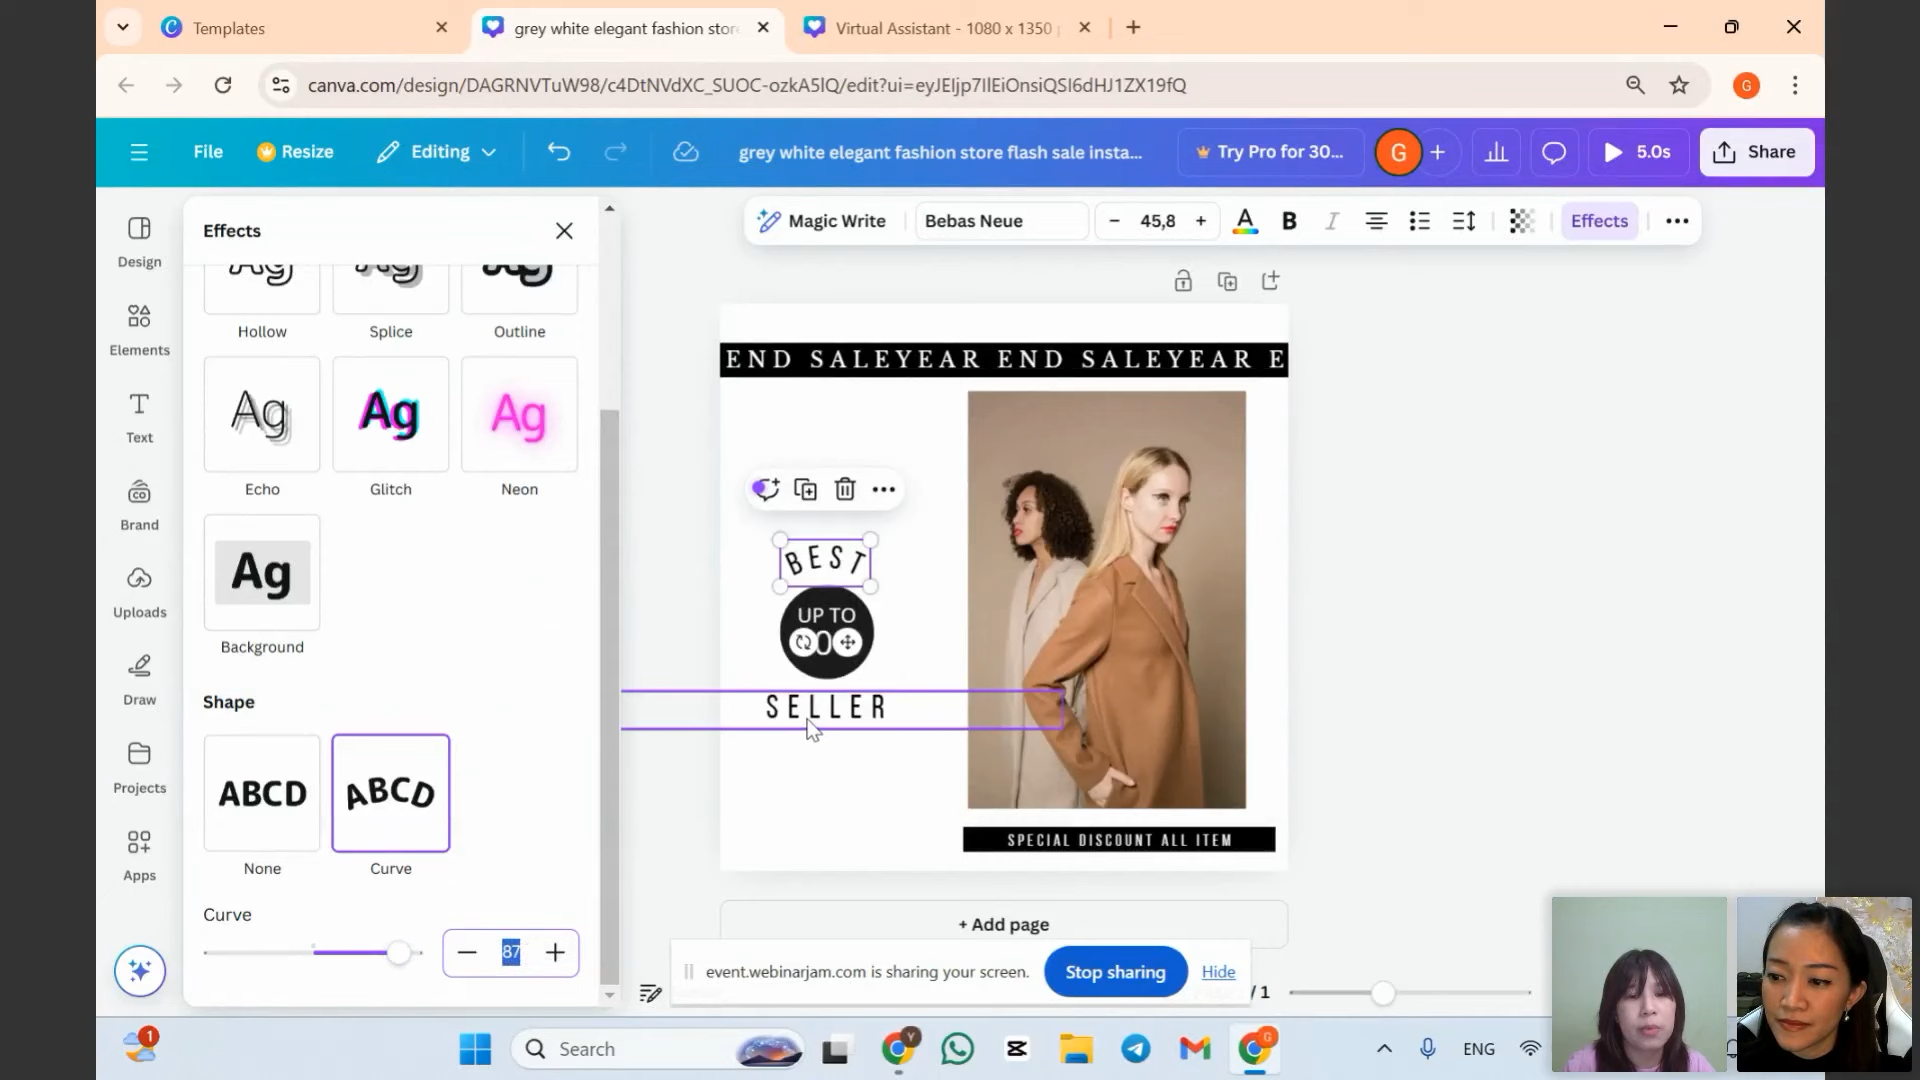 Templates
grey white elegant fashion stor
Virtual Assistant - 1080 x 1350
canva.com/design/DAGRNVTuW98/c4DtNVdXC_SUOC-ozkA5lQ/edit?ui=eyJEIjp7IlEiOnsiQSI6dHJ1ZX19fQ
G
File
Resize
Editing
grey white elegant fashion store flash sale insta...
Try Pro for 30...
G
5.0s
Share
Magic Write
Bebas Neue
45,8
A
B
I
Effects
Design
Elements
Text
Brand
Uploads
Draw
Projects
Apps
Effects
Ag
Ag
Ag
Hollow
Splice
Outline
Ag
Ag
Ag
Echo
Glitch
Neon
Ag
Background
Shape
ABCD
ABCD
None
Curve
Curve
87
END SALEYEAR END SALEYEAR E
BEST
UP TO
SELLER
SPECIAL DISCOUNT ALL ITEM
+ Add page
event.webinarjam.com is sharing your screen.
Stop sharing
Hide
/ 1
1
Search
Y
G
ENG